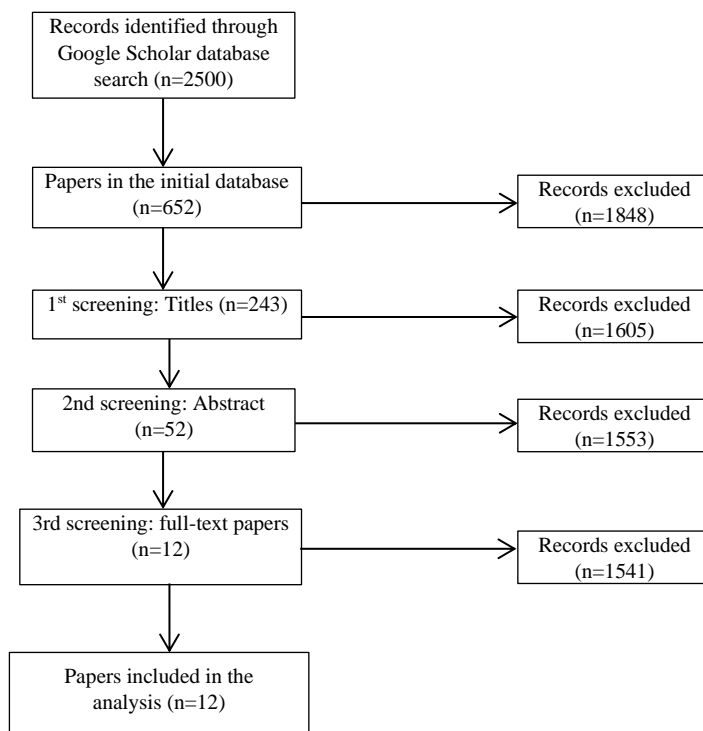 Records identified through
Google Scholar database
search (n=2500)
Papers in the initial database
(n=652)
Records excluded
(n=1848)
1st screening: Titles (n=243)
Records excluded
(n=1605)
2nd screening: Abstract
(n=52)
Records excluded
(n=1553)
3rd screening: full-text papers
(n=12)
Records excluded
(n=1541)
Papers included in the
analysis (n=12)